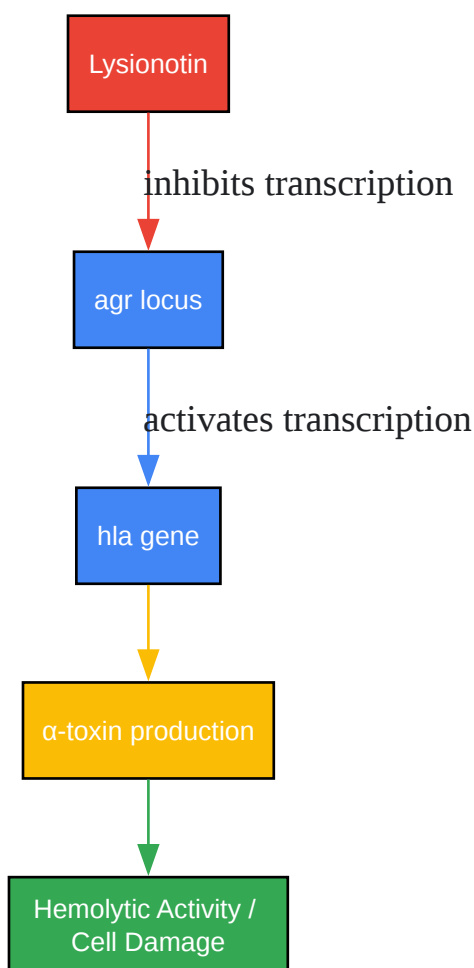 Lysionotin
inhibits transcription
agr locus
activates transcription
hla gene
α-toxin production
Hemolytic Activity /
Cell Damage